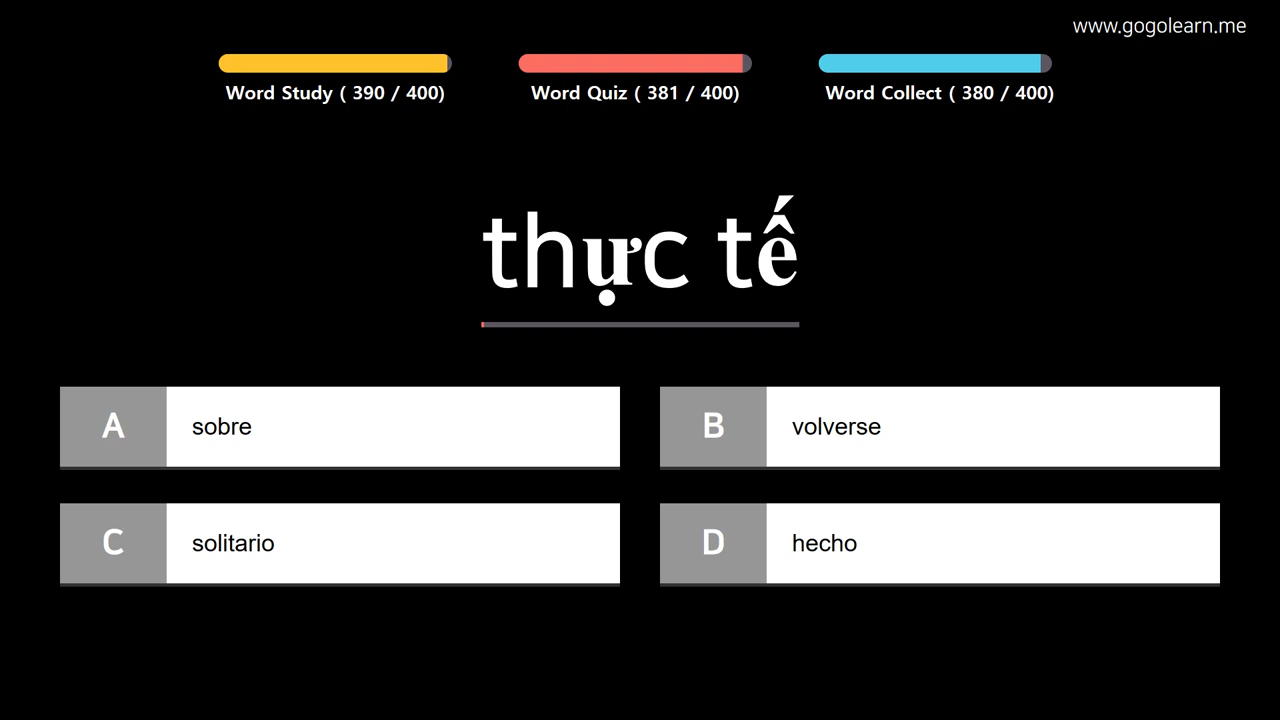 www.gogolearn.me
Word Study ( 390 / 400)
Word Quiz ( 381 / 400)
Word Collect ( 380 / 400)
thực tế
A sobre
B volverse
C solitario
D hecho